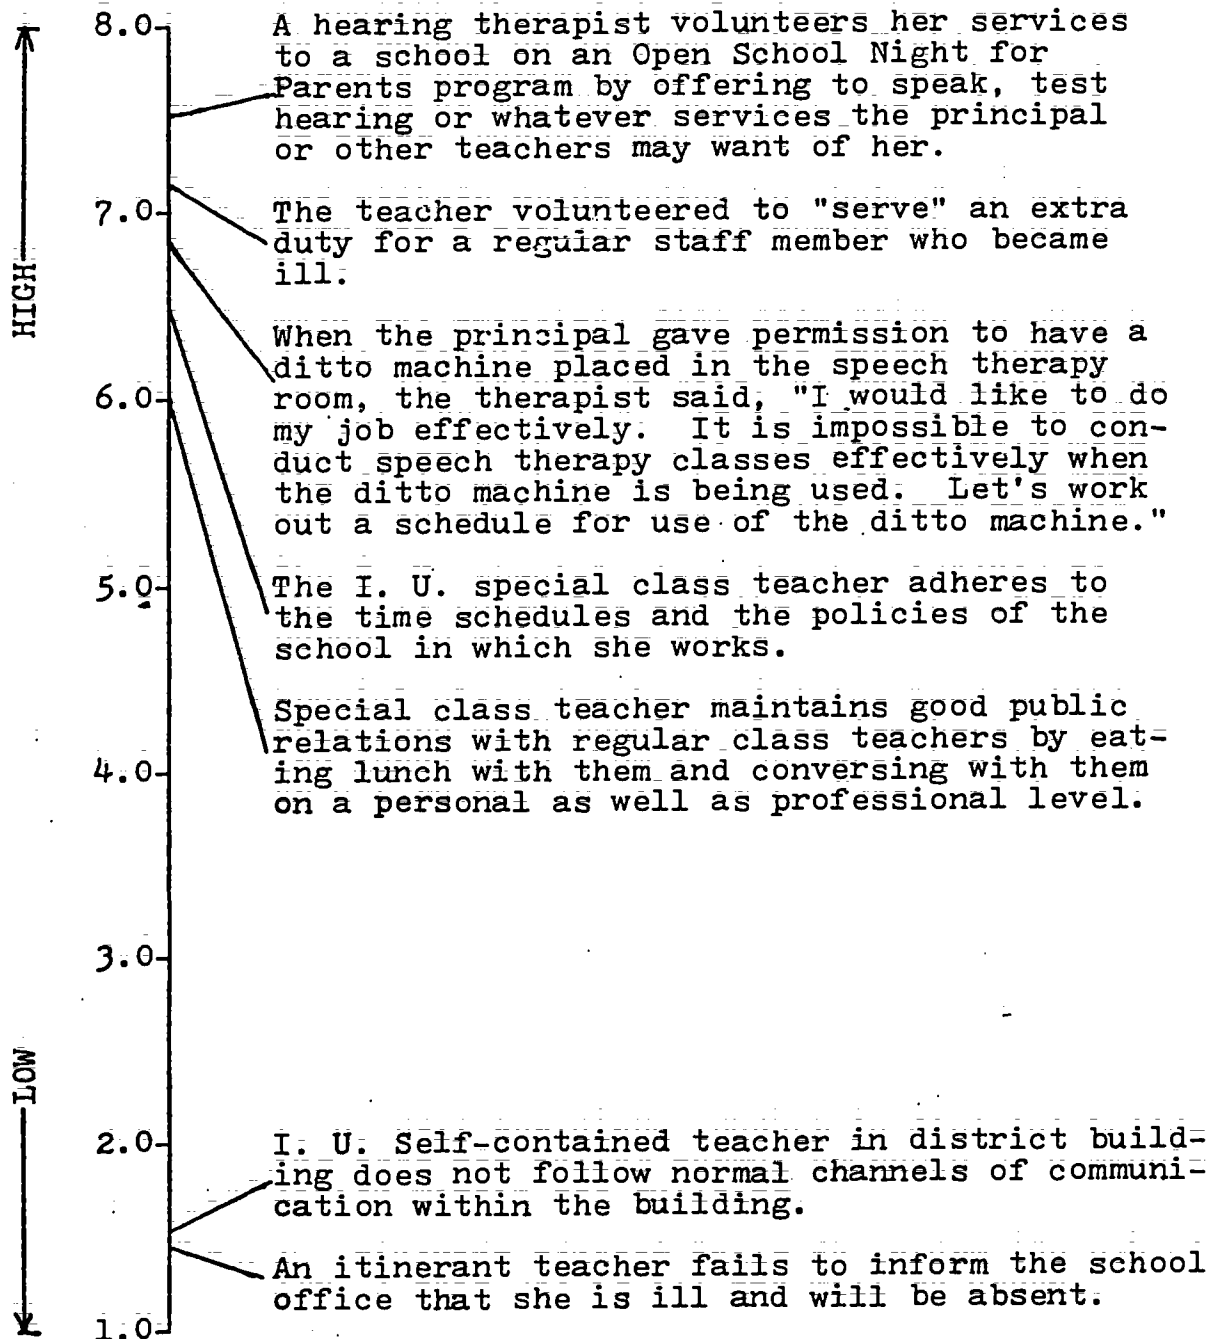 8.0
A hearing therapist volunteers her services
to a school on an Open School Night for
Parents program by offering to speak, test
hearing or whatever services the principal
or other teachers may want of her.
7.0
The teacher volunteered to "serve" an extra
duty for a regular staff member who became
ill.
HIGH
When the principal gave permission to have a
ditto machine placed in the speech therapy
6.0
room, the therapist said, "I would like to do
my job effectively. It is impossible to con-
duct speech therapy classes effectively when
the ditto machine is being used. Let's work
out a schedule for use of the ditto machine."
5.0
The I. U. special class teacher adheres to
the time schedules and the policies of the
school in which she works.
Special class teacher maintains good public
relations with regular class teachers by eat-
4.0
ing lunch with them and conversing with them
on a personal as well as professional level.
3.0
LOW
2.0
I. U. Self-contained teacher in district build-
ing does not follow normal channels of communi-
cation within the building.
An itinerant teacher fails to inform the school
office that she is ill and will be absent.
1.0